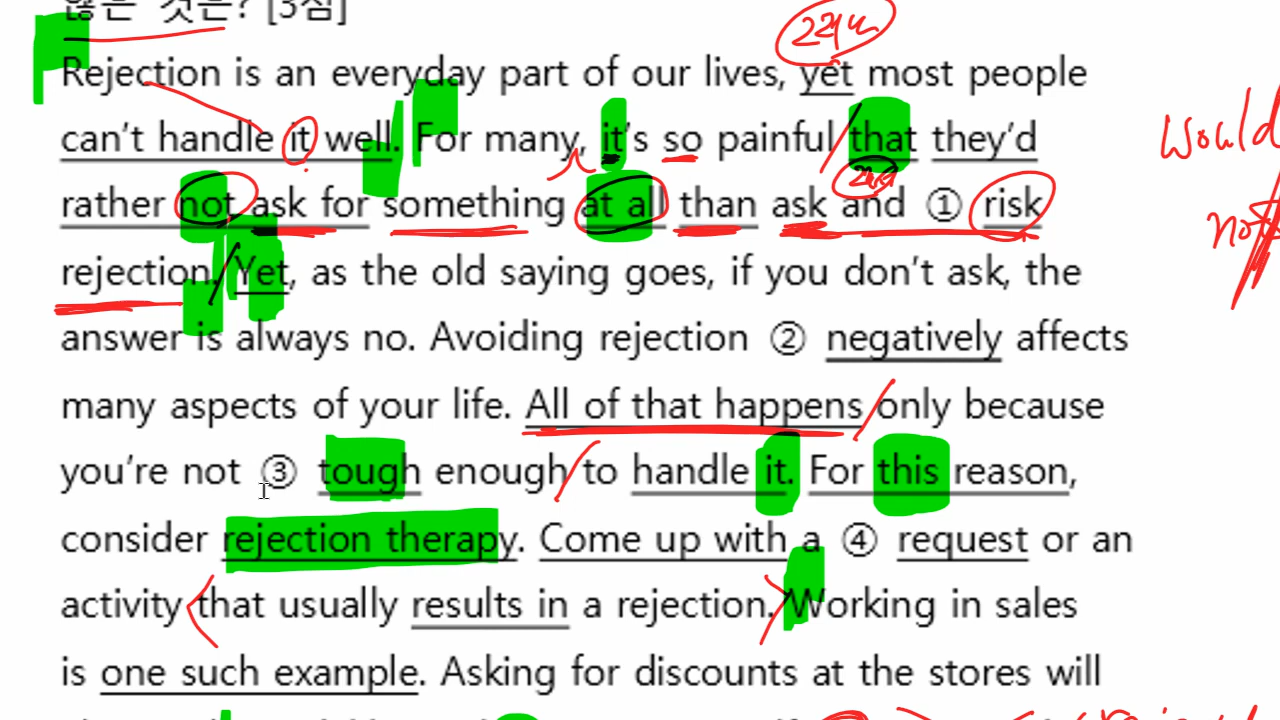 않은 것은? [3점]
Rejection is an everyday part of our lives, yet most people
can't handle it well. For many, it's so painful that they'd
rather not ask for something at all than ask and ① risk
rejection. Yet, as the old saying goes, if you don't ask, the
answer is always no. Avoiding rejection ② negatively affects
many aspects of your life. All of that happens only because
you're not ③ tough enough to handle it. For this reason,
consider rejection therapy. Come up with a ④ request or an
activity that usually results in a rejection. Working in sales
is one such example. Asking for discounts at the stores will
Would
not